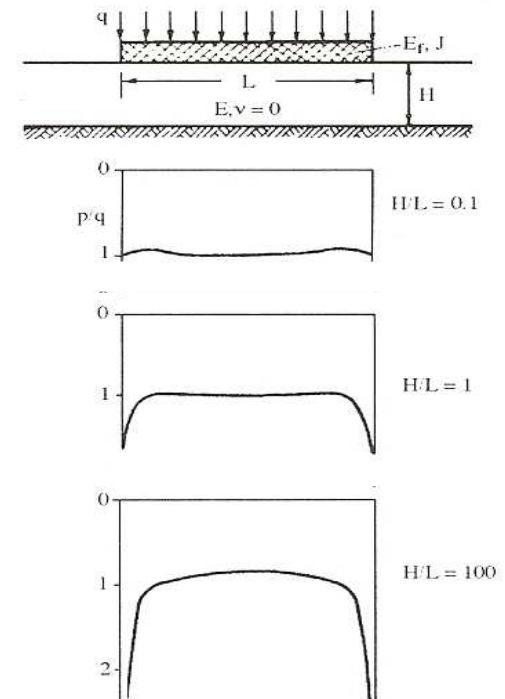 q
E_f, J
L
H
E, ν = 0
0
p/q
1
H/L = 0.1
0
1
H/L = 1
0
1
2
H/L = 100